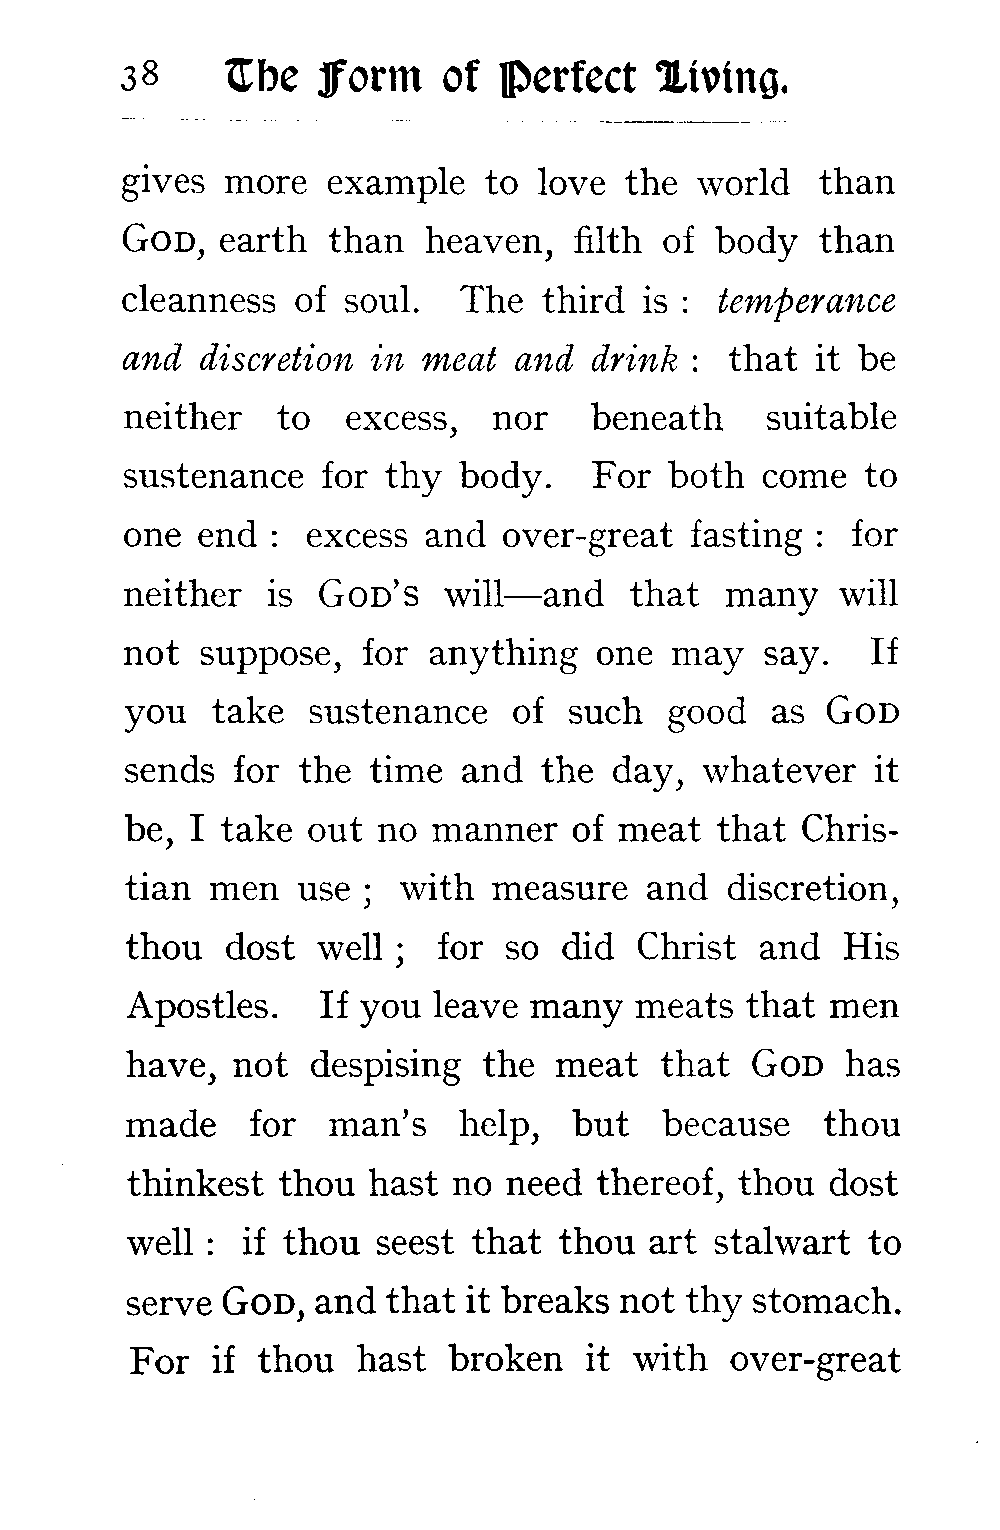 38 The Form of Perfect Living.
gives more example to love the world than
GOD, earth than heaven, filth of body than
cleanness of soul. The third is : temperance
and discretion in meat and drink : that it be
neither to excess, nor beneath suitable
sustenance for thy body. For both come to
one end : excess and over-great fasting : for
neither is GOD'S will—and that many will
not suppose, for anything one may say. If
you take sustenance of such good as GOD
sends for the time and the day, whatever it
be, I take out no manner of meat that Chris-
tian men use ; with measure and discretion,
thou dost well ; for so did Christ and His
Apostles. If you leave many meats that men
have, not despising the meat that GOD has
made for man's help, but because thou
thinkest thou hast no need thereof, thou dost
well : if thou seest that thou art stalwart to
serve GOD, and that it breaks not thy stomach.
For if thou hast broken it with over-great